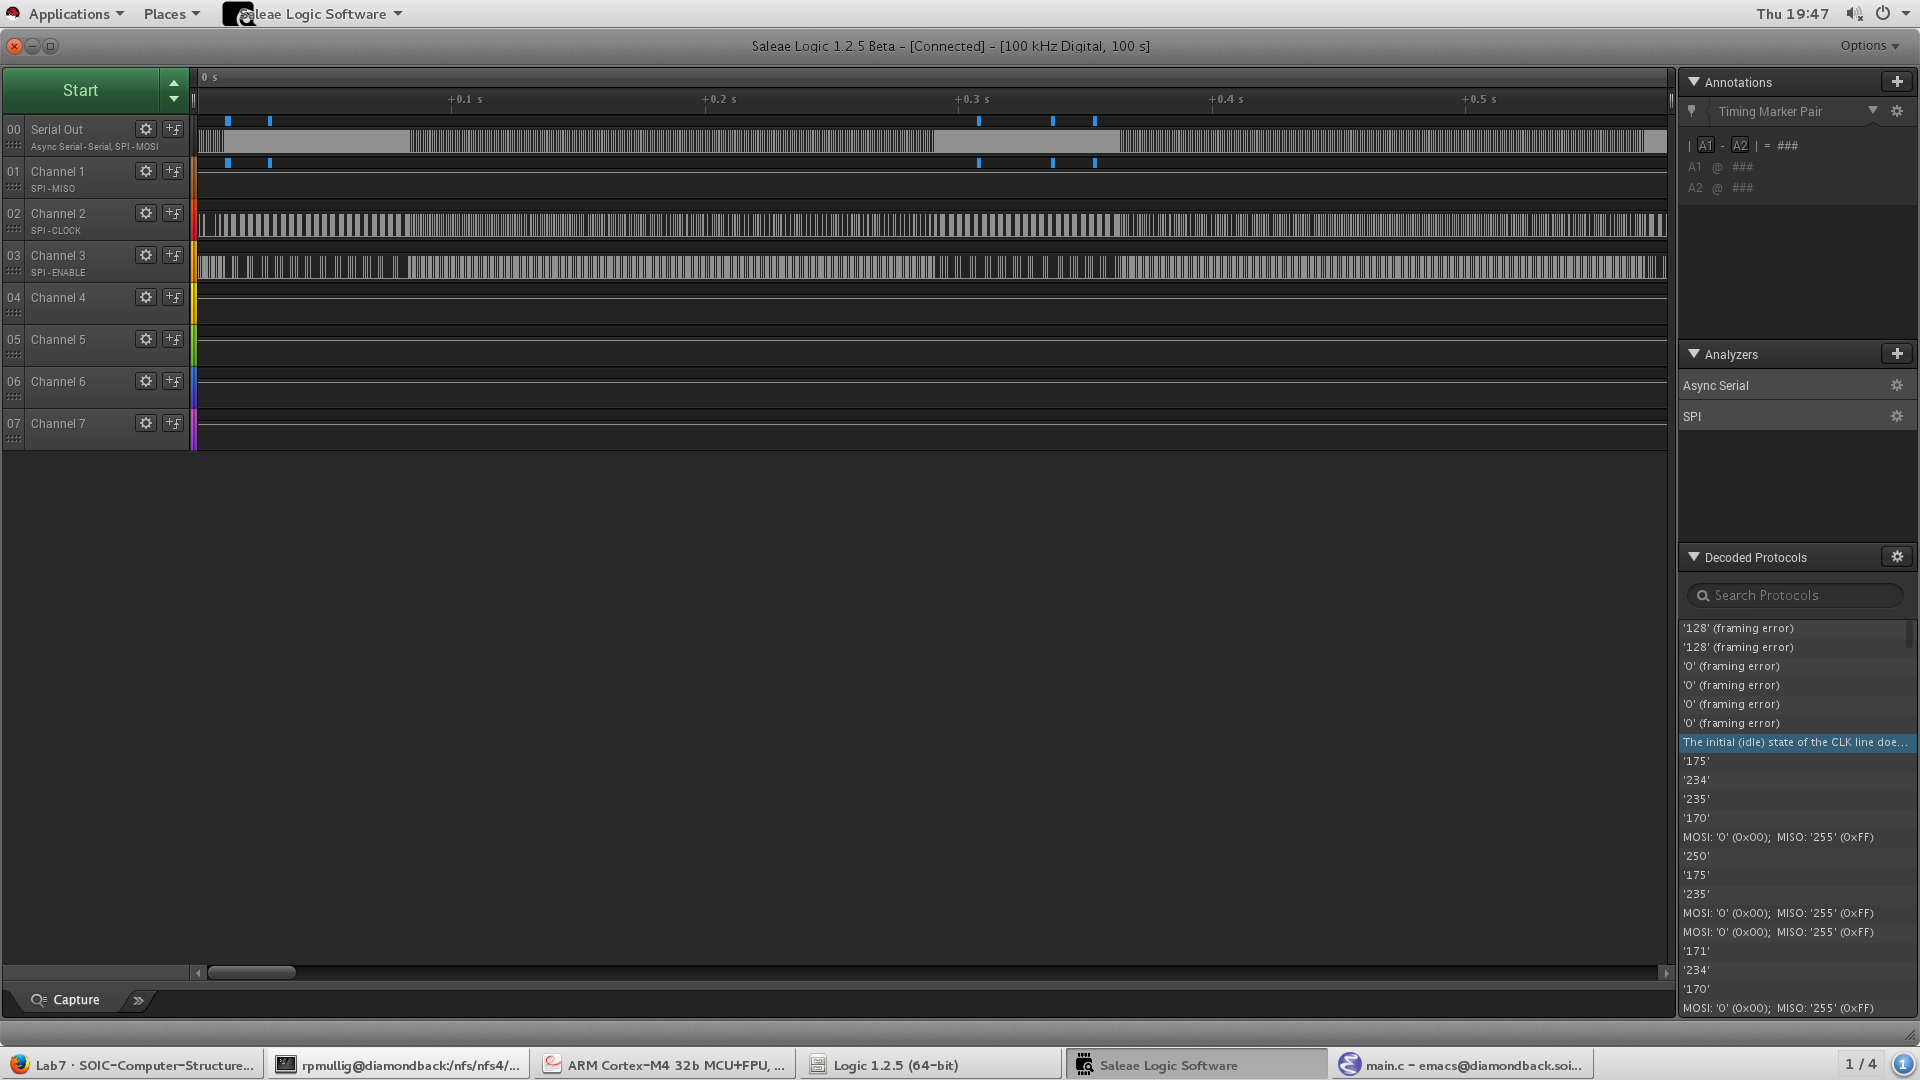 Applications Places Saleae Logic Software Thu 19:47
Saleae Logic 1.2.5 Beta - [Connected] - [100 kHz Digital, 100 s] Options
Start
0 s
+0.1 s +0.2 s +0.3 s +0.4 s +0.5 s
00 Serial Out
Async Serial - Serial, SPI - MOSI
01 Channel 1
SPI - MISO
02 Channel 2
SPI - CLOCK
03 Channel 3
SPI - ENABLE
04 Channel 4
05 Channel 5
06 Channel 6
07 Channel 7
Capture
Annotations
Timing Marker Pair
| A1 - A2 | = ###
A1 @ ###
A2 @ ###
Analyzers
Async Serial
SPI
Decoded Protocols
Search Protocols
'128' (framing error)
'128' (framing error)
'0' (framing error)
'0' (framing error)
'0' (framing error)
'0' (framing error)
The initial (idle) state of the CLK line doe...
'175'
'234'
'235'
'170'
MOSI: '0' (0x00); MISO: '255' (0xFF)
'250'
'175'
'235'
MOSI: '0' (0x00); MISO: '255' (0xFF)
MOSI: '0' (0x00); MISO: '255' (0xFF)
'171'
'234'
'170'
MOSI: '0' (0x00); MISO: '255' (0xFF)
Lab7 · SOIC-Computer-Structure... rpmullig@diamondback:/nfs/nfs4/... ARM Cortex-M4 32b MCU+FPU, ... Logic 1.2.5 (64-bit) Saleae Logic Software main.c - emacs@diamondback.soi... 1 / 4 1